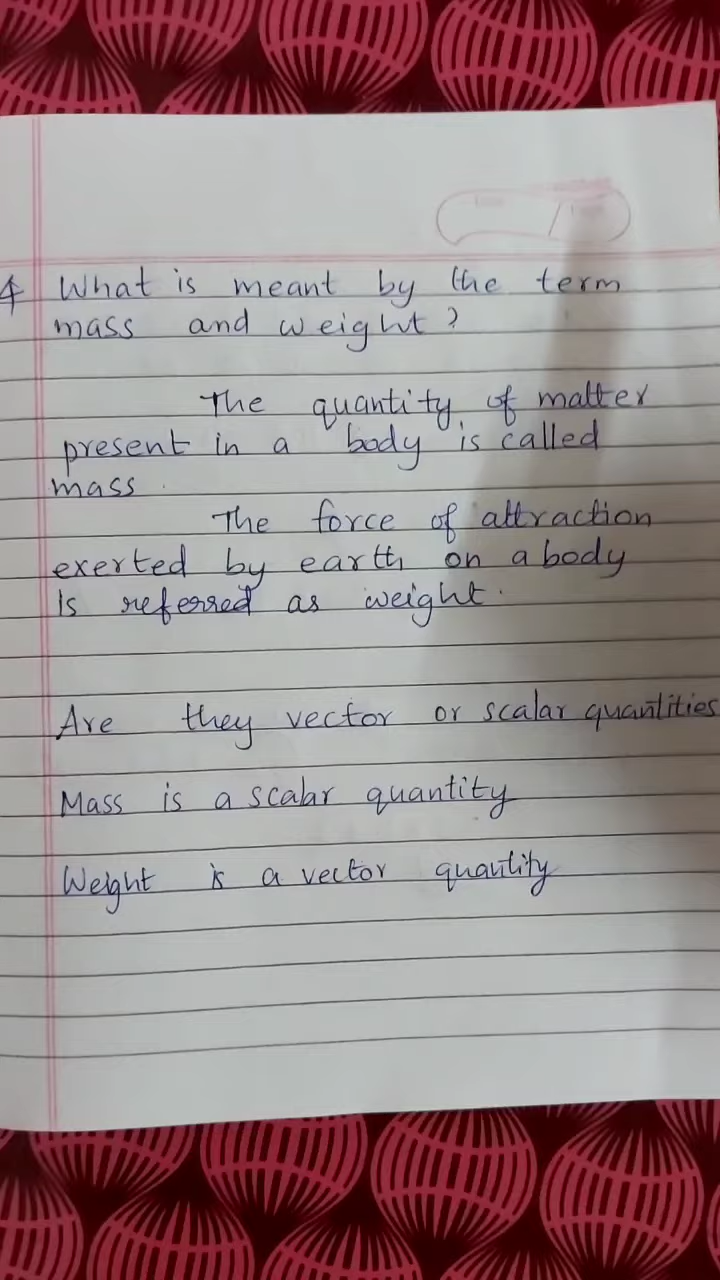 4 What is meant by the term
mass and weight?
The quantity of matter
present in a body is called
mass.
The force of attraction
exerted by earth on a body
is referred as weight.
Are they vector or scalar quantities
Mass is a scalar quantity
Weight is a vector quantity